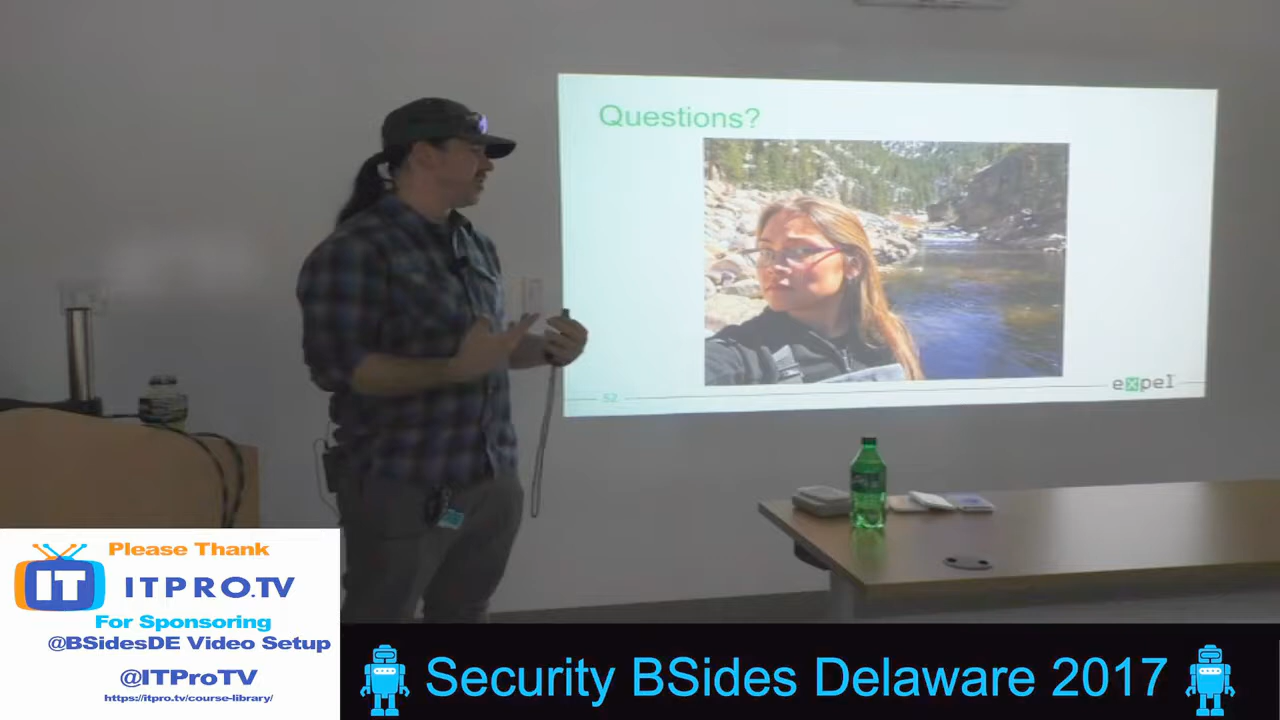 Questions?
52
expel
Please Thank
IT ITPRO.TV
For Sponsoring
@BSidesDE Video Setup
@ITProTV
https://itpro.tv/course-library/
Security BSides Delaware 2017